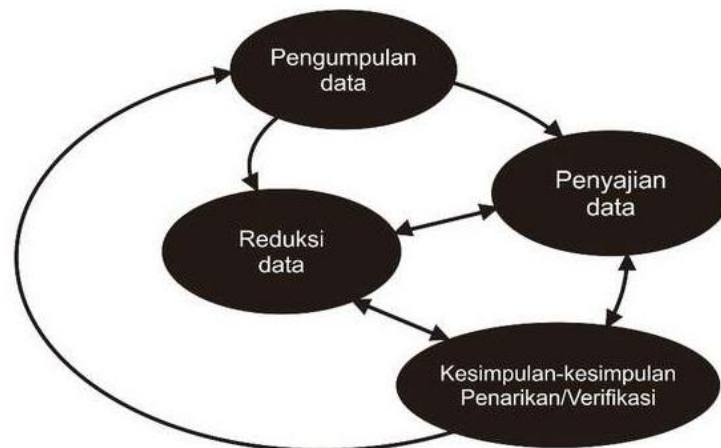 Pengumpulan
data
Penyajian
data
Reduksi
data
Kesimpulan-kesimpulan
Penarikan/Verifikasi